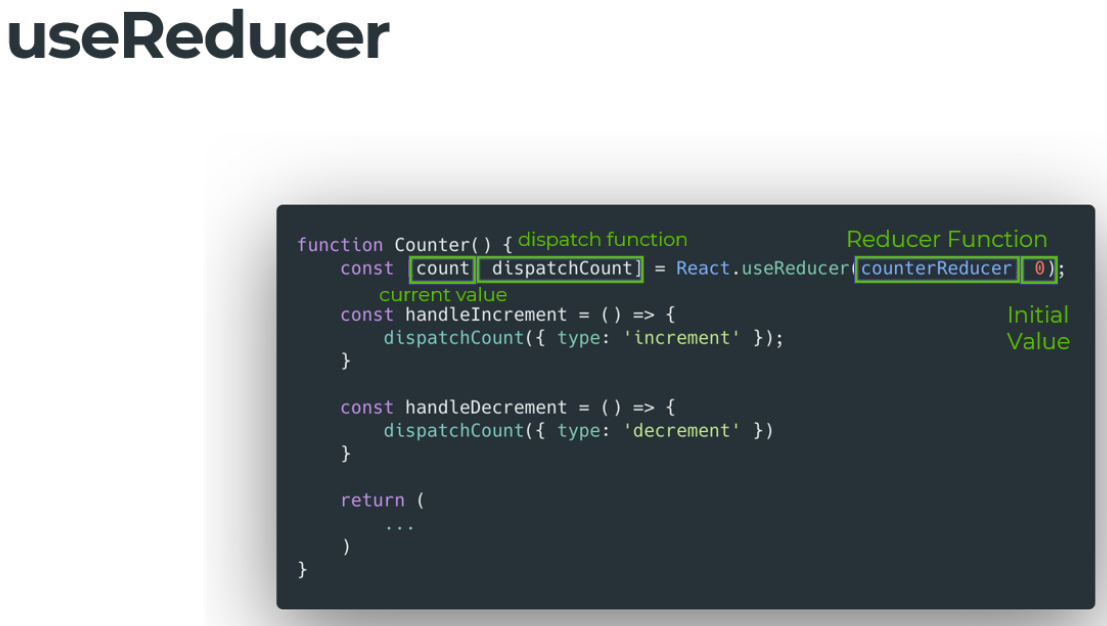 useReducer
function Counter() { dispatch function Reducer Function
const count dispatchCount] = React.useReducer(counterReducer 0);
current value
const handleIncrement = () => { Initial
dispatchCount({ type: 'increment' }); Value
}
const handleDecrement = () => {
dispatchCount({ type: 'decrement' })
}
return (
...
)
}